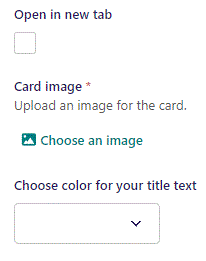 Open in new tab
Card image *
Upload an image for the card.
Choose an image
Choose color for your title text